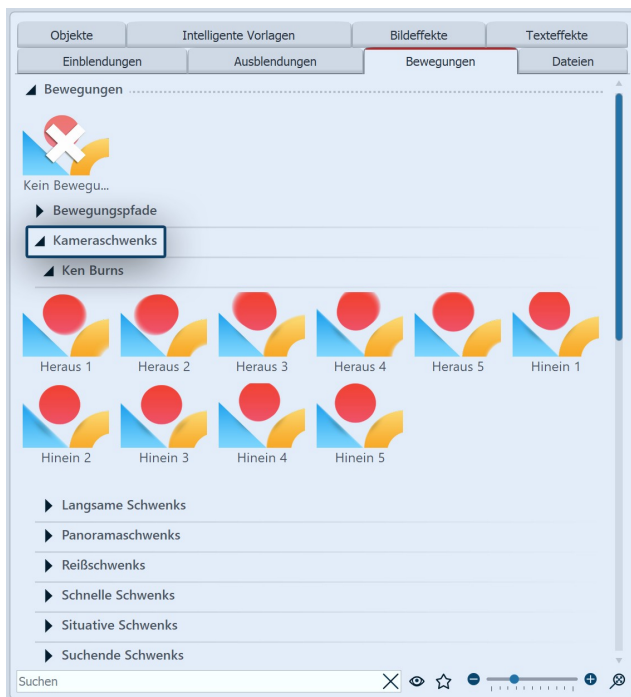 Objekte Intelligente Vorlagen Bildeffekte Texteffekte
Einblendungen Ausblendungen Bewegungen Dateien
Bewegungen
Kein Bewegu...
Bewegungspfade
Kameraschwenks
Ken Burns
Heraus 1 Heraus 2 Heraus 3 Heraus 4 Heraus 5 Hinein 1
Hinein 2 Hinein 3 Hinein 4 Hinein 5
Langsame Schwenks
Panoramaschwenks
Reißschwenks
Schnelle Schwenks
Situative Schwenks
Suchende Schwenks
Suchen